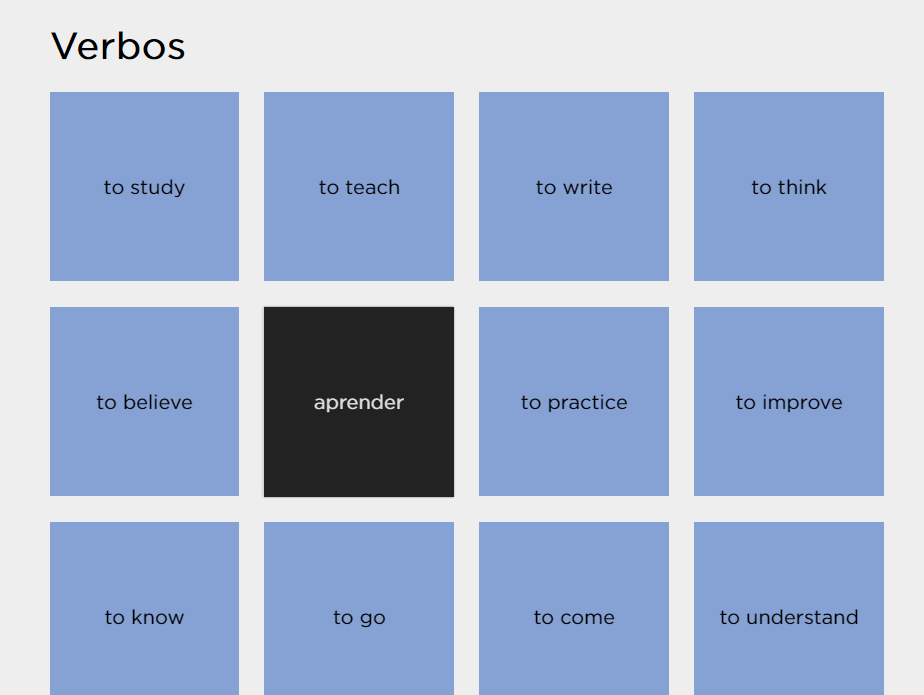 Verbos
to study
to teach
to write
to think
to believe
aprender
to practice
to improve
to know
to go
to come
to understand